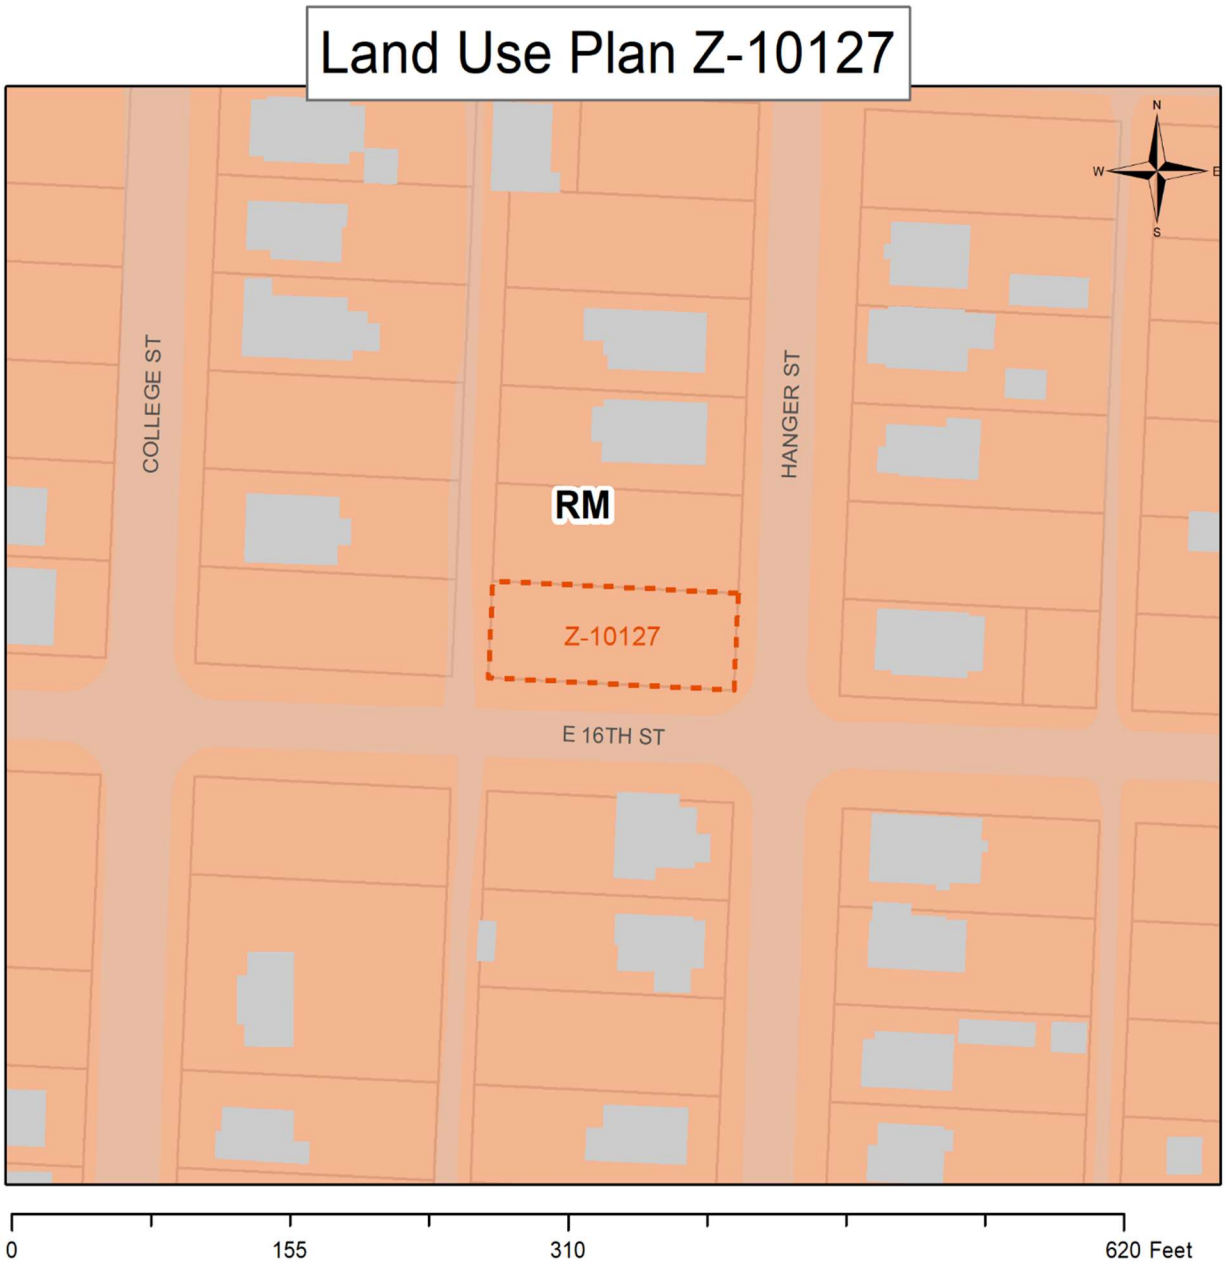 Land Use Plan Z-10127
N
W
E
S
COLLEGE ST
HANGER ST
RM
Z-10127
E 16TH ST
0
155
310
620 Feet